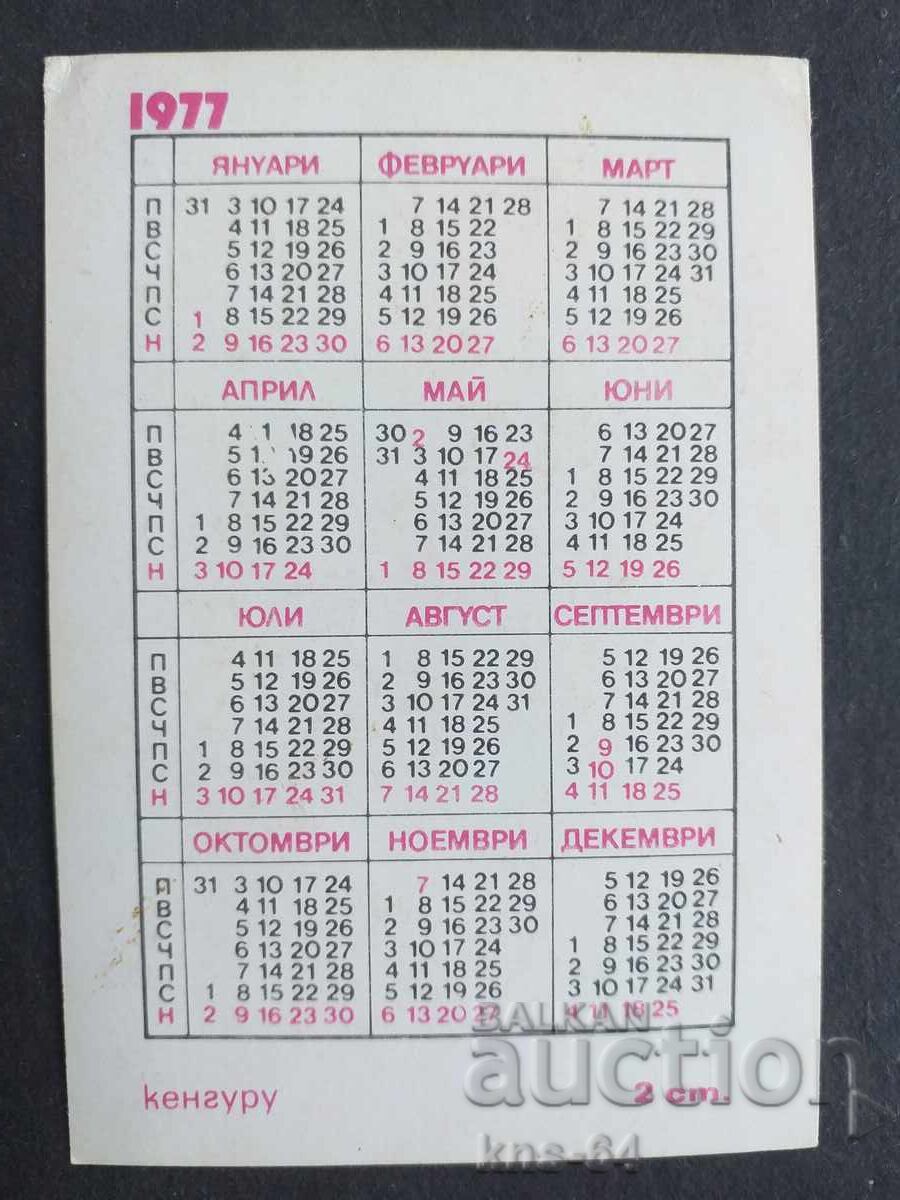 1977
ЯНУАРИ ФЕВРУАРИ МАРТ
П 31 3 10 17 24 7 14 21 28 7 14 21 28
В 4 11 18 25 1 8 15 22 1 8 15 22 29
С 5 12 19 26 2 9 16 23 2 9 16 23 30
Ч 6 13 20 27 3 10 17 24 3 10 17 24 31
П 7 14 21 28 4 11 18 25 4 11 18 25
С 1 8 15 22 29 5 12 19 26 5 12 19 26
Н 2 9 16 23 30 6 13 20 27 6 13 20 27
АПРИЛ МАЙ ЮНИ
П 4 1 18 25 30 2 9 16 23 6 13 20 27
В 5 1 19 26 31 3 10 17 24 7 14 21 28
С 6 13 20 27 4 11 18 25 1 8 15 22 29
Ч 7 14 21 28 5 12 19 26 2 9 16 23 30
П 1 8 15 22 29 6 13 20 27 3 10 17 24
С 2 9 16 23 30 7 14 21 28 4 11 18 25
Н 3 10 17 24 1 8 15 22 29 5 12 19 26
ЮЛИ АВГУСТ СЕПТЕМВРИ
П 4 11 18 25 1 8 15 22 29 5 12 19 26
В 5 12 19 26 2 9 16 23 30 6 13 20 27
С 6 13 20 27 3 10 17 24 31 7 14 21 28
Ч 7 14 21 28 4 11 18 25 1 8 15 22 29
П 1 8 15 22 29 5 12 19 26 2 9 16 23 30
С 2 9 16 23 30 6 13 20 27 3 10 17 24
Н 3 10 17 24 31 7 14 21 28 4 11 18 25
ОКТОМВРИ НОЕМВРИ ДЕКЕМВРИ
П 31 3 10 17 24 7 14 21 28 5 12 19 26
В 4 11 18 25 1 8 15 22 29 6 13 20 27
С 5 12 19 26 2 9 16 23 30 7 14 21 28
Ч 6 13 20 27 3 10 17 24 1 8 15 22 29
П 7 14 21 28 4 11 18 25 2 9 16 23 30
С 1 8 15 22 29 5 12 19 26 3 10 17 24 31
Н 2 9 16 23 30 6 13 20 27 4 11 18 25
BALKAN
auction
кенгуру 2 ст.
kns-64